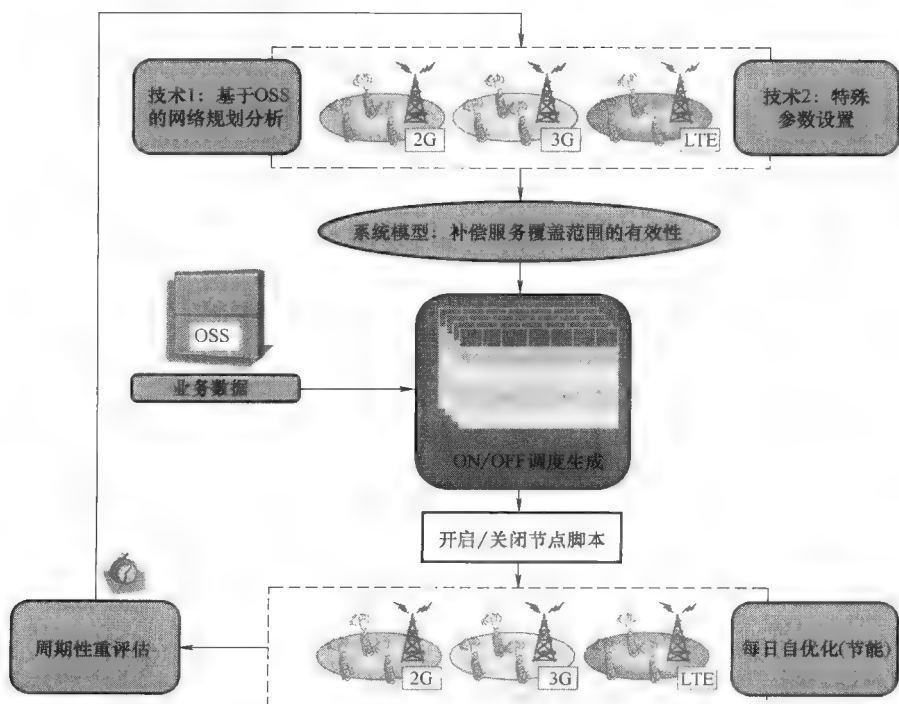 技术1：基于OSS
的网络规划分析
2G
3G
LTE
技术2：特殊
参数设置
系统模型：补偿服务覆盖范围的有效性
OSS
业务数据
ON/OFF 调度生成
开启/关闭节点脚本
周期性重评估
2G
3G
LTE
每日自优化(节能)